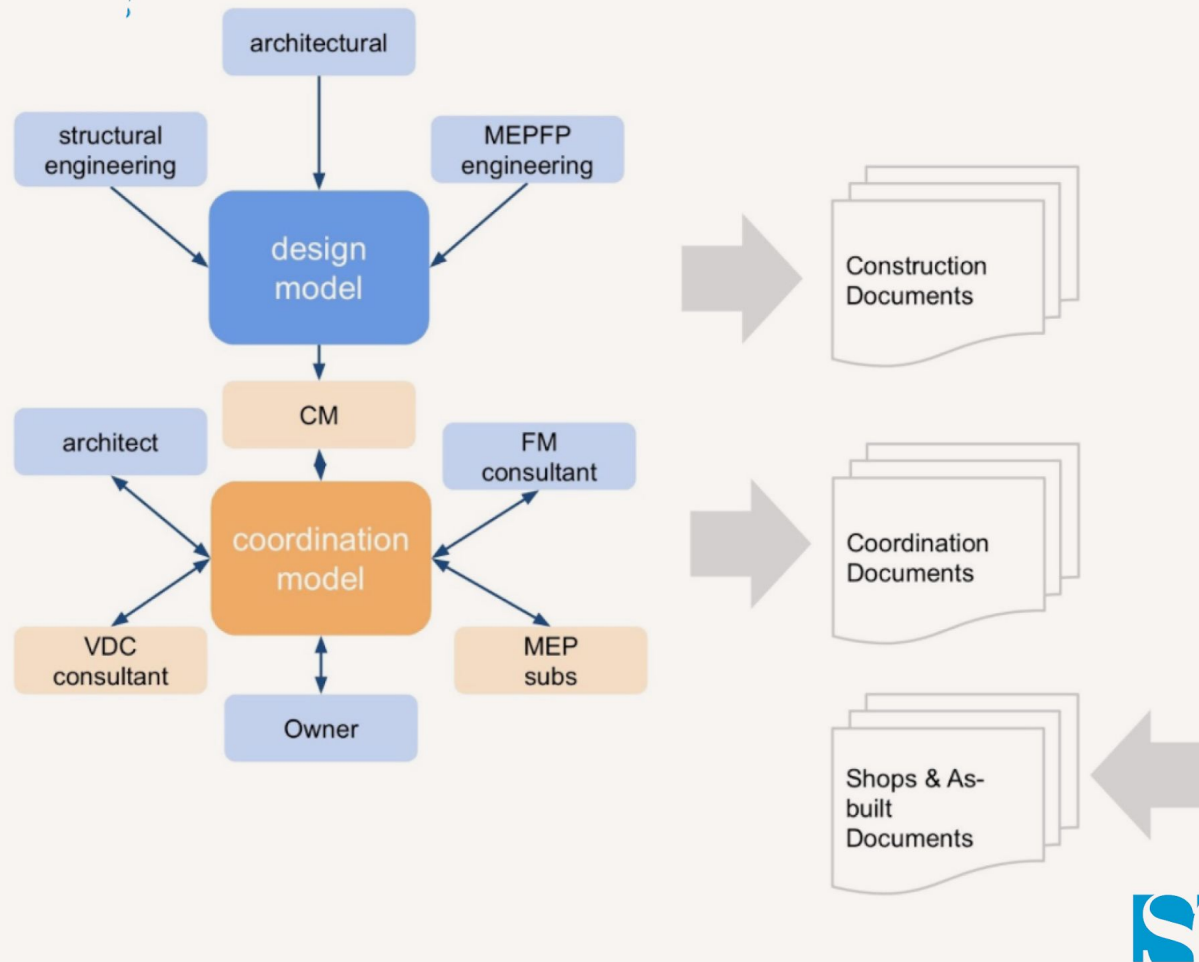 architectural
structural
engineering
MEPFP
engineering
design
model
Construction
Documents
CM
architect
FM
consultant
coordination
model
Coordination
Documents
VDC
consultant
MEP
subs
Owner
Shops & As-
built
Documents